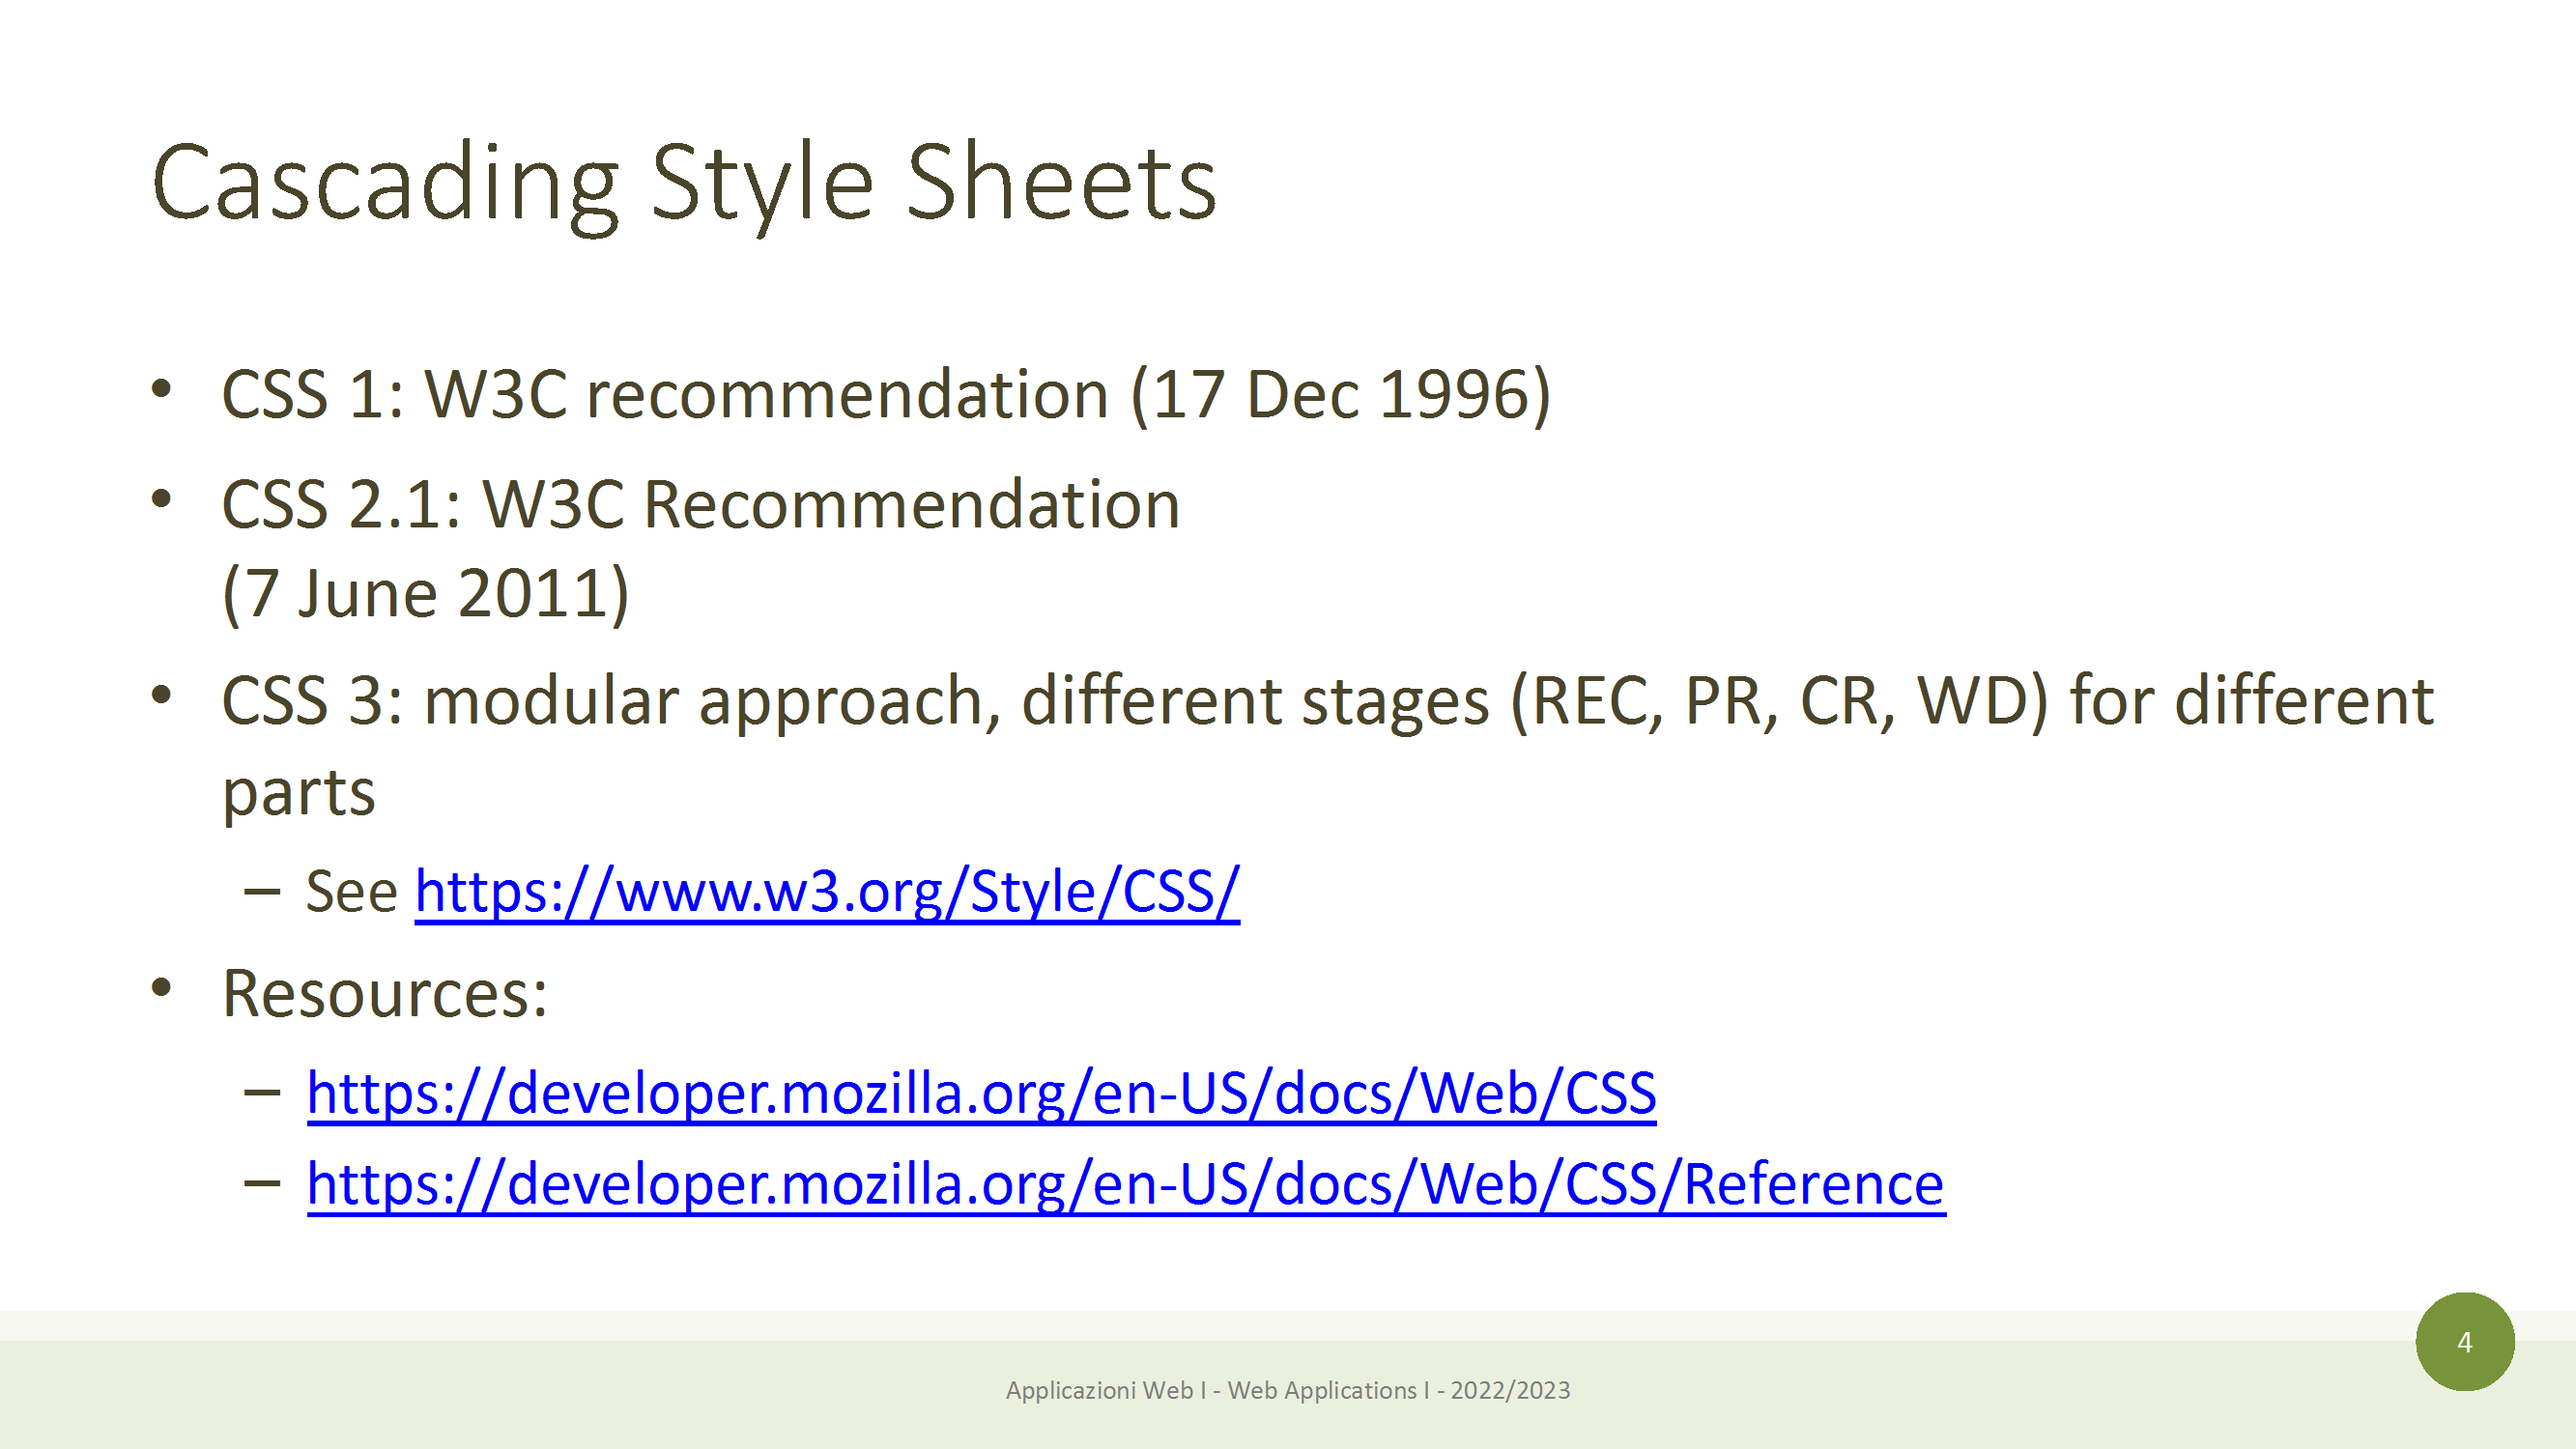 Cascading Style Sheets
• CSS 1: W3C recommendation (17 Dec 1996)
• CSS 2.1: W3C Recommendation
(7 June 2011)
• CSS 3: modular approach, different stages (REC, PR, CR, WD) for different
parts
– See https://www.w3.org/Style/CSS/
• Resources:
– https://developer.mozilla.org/en-US/docs/Web/CSS
– https://developer.mozilla.org/en-US/docs/Web/CSS/Reference
4
Applicazioni Web I - Web Applications I - 2022/2023